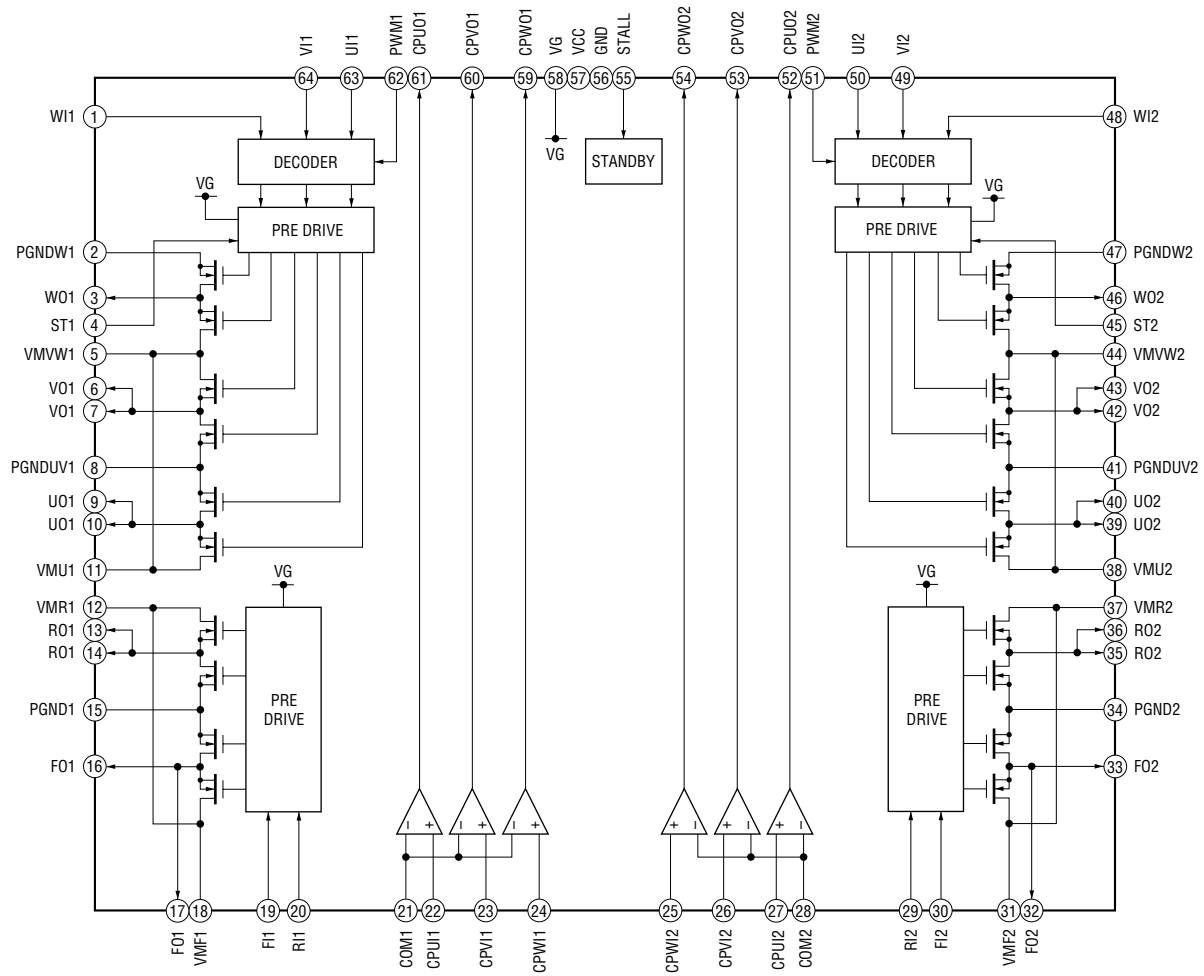 VI1
UI1
PWM1
CPUO1
CPVO1
CPWO1
VG
VCC
GND
STALL
CPWO2
CPVO2
CPUO2
PWM2
UI2
VI2
64
63
62
61
60
59
58
57
56
55
54
53
52
51
50
49
WI1 1
48 WI2
DECODER
VG
STANDBY
DECODER
VG
VG
PRE DRIVE
PRE DRIVE
PGNDW1 2
47 PGNDW2
WO1 3
46 WO2
ST1 4
45 ST2
VMVW1 5
44 VMVW2
VO1 6
43 VO2
VO1 7
42 VO2
PGNDUV1 8
41 PGNDUV2
UO1 9
40 UO2
UO1 10
39 UO2
VMU1 11
38 VMU2
VG
VG
VMR1 12
37 VMR2
RO1 13
36 RO2
RO1 14
35 RO2
PRE
DRIVE
PRE
DRIVE
PGND1 15
34 PGND2
FO1 16
33 FO2
− +
− +
− +
+ −
+ −
+ −
17
18
19
20
21
22
23
24
25
26
27
28
29
30
31
32
FO1
VMF1
FI1
RI1
COM1
CPUI1
CPVI1
CPWI1
CPWI2
CPVI2
CPUI2
COM2
RI2
FI2
VMF2
FO2